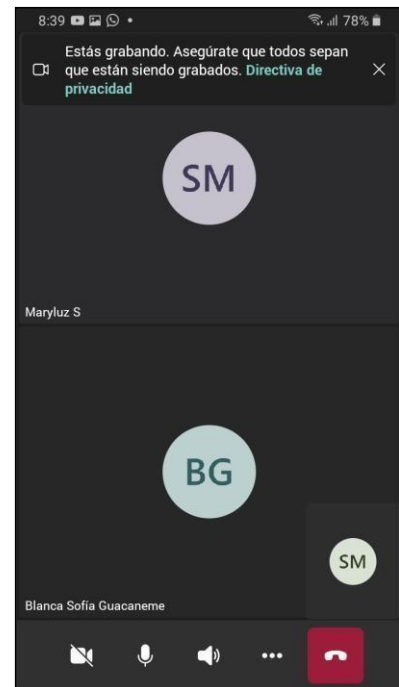 8:39
78%
Estás grabando. Asegúrate que todos sepan
que están siendo grabados. Directiva de
privacidad
SM
Maryluz S
BG
SM
Blanca Sofía Guacaneme